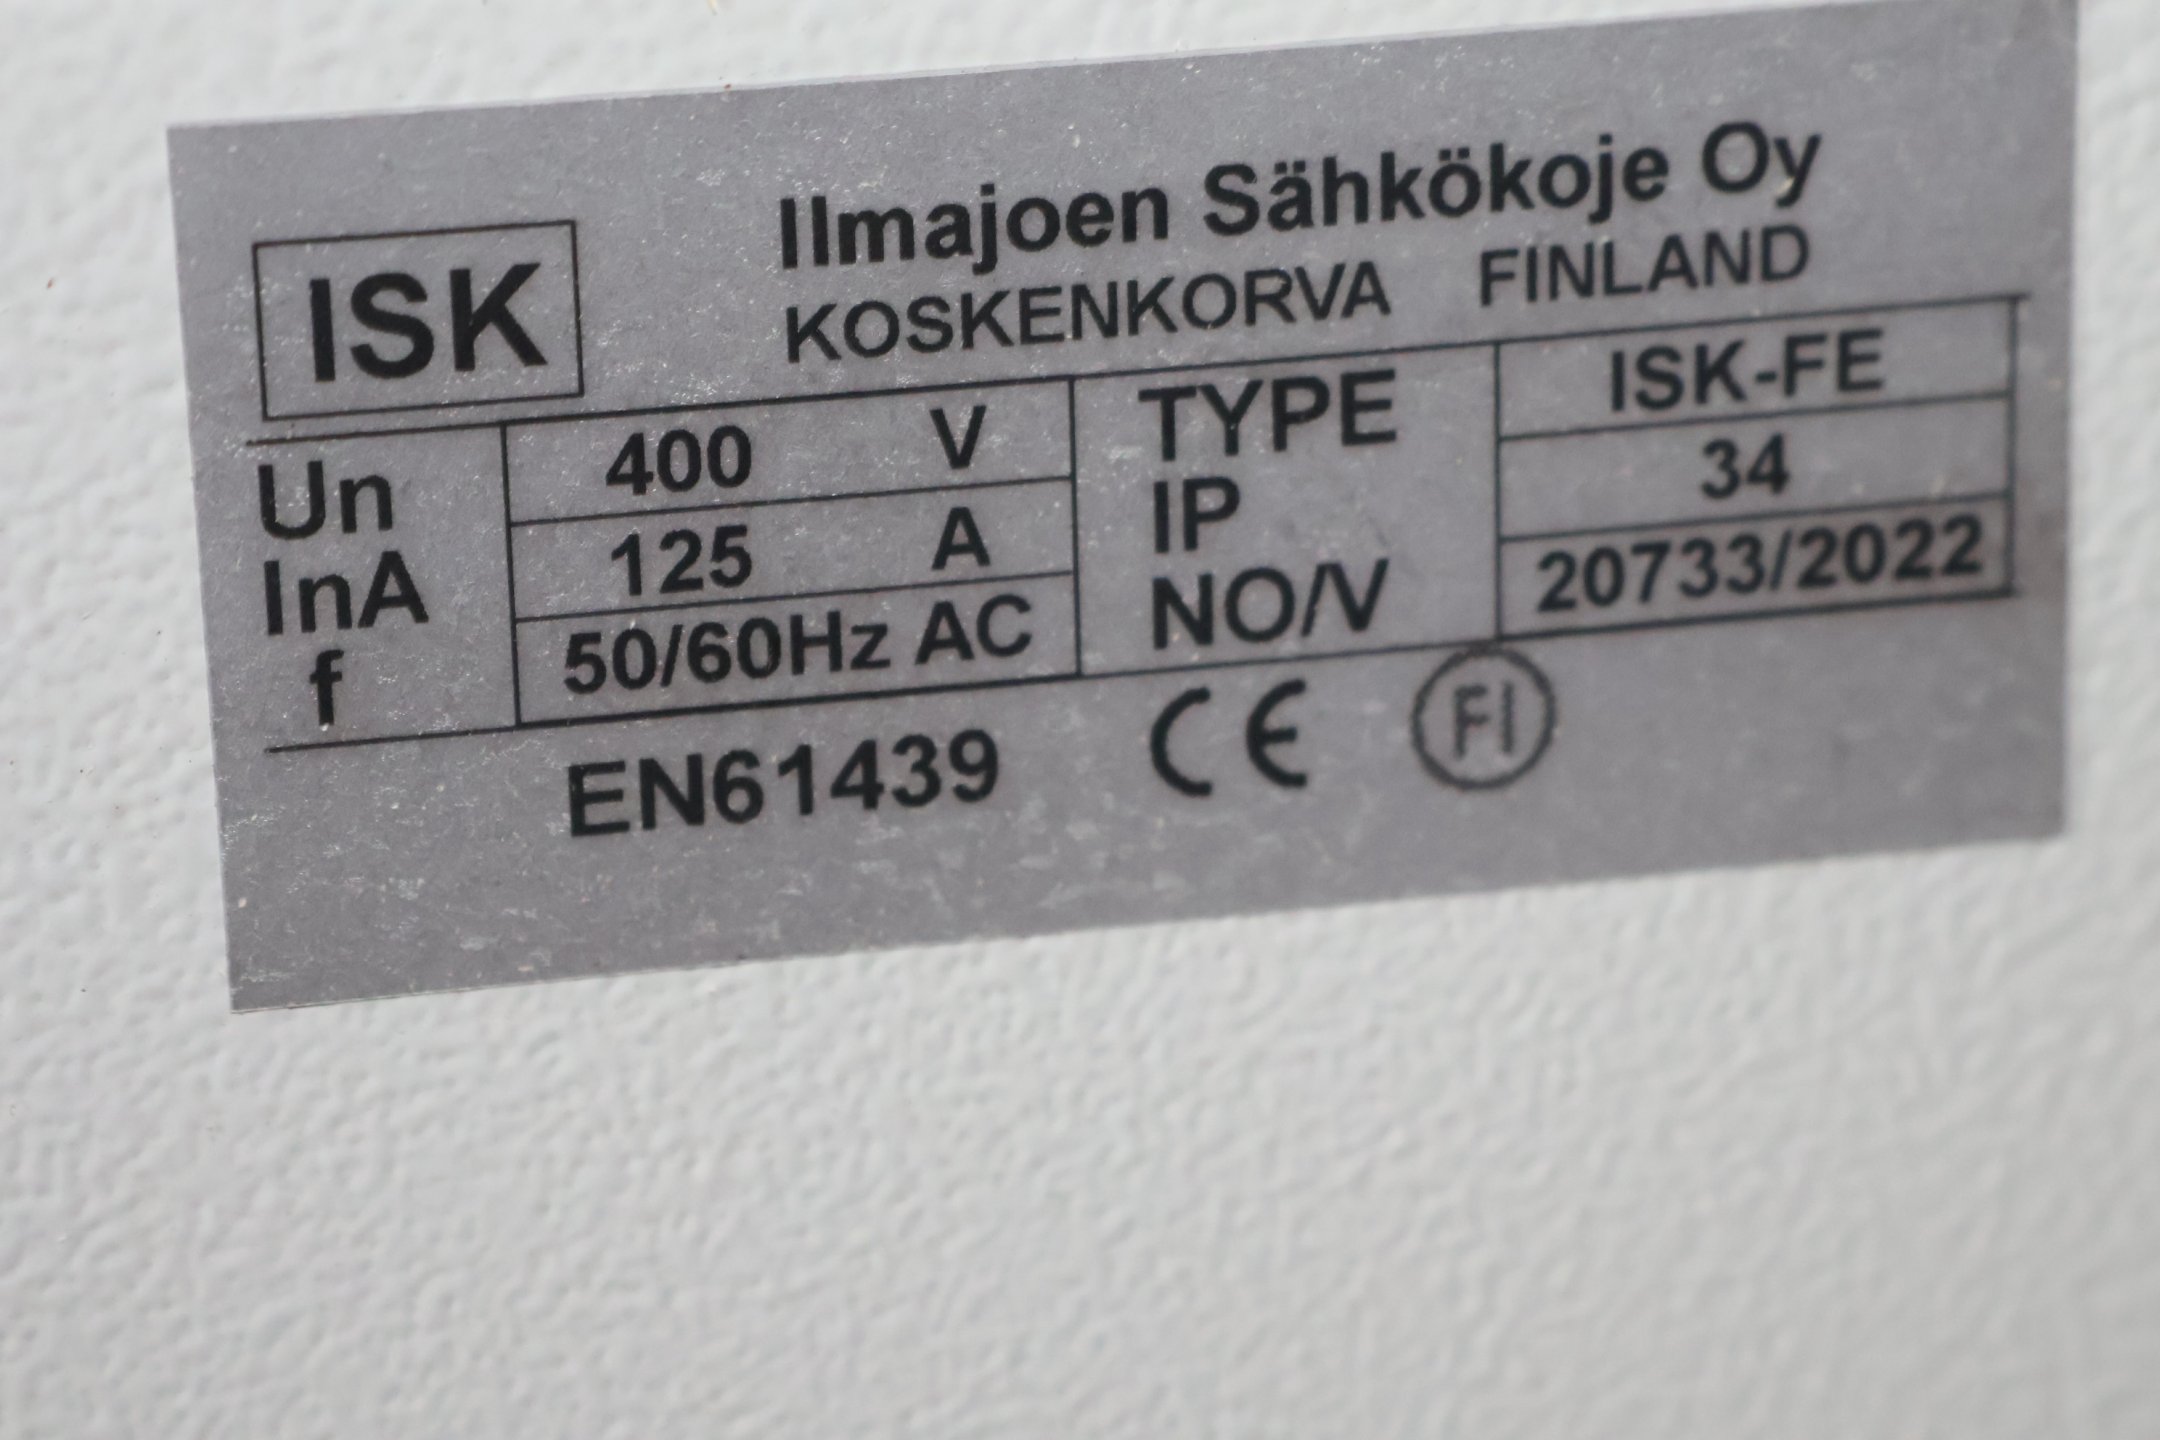 ISK
Ilmajoen Sähkökoje Oy
KOSKENKORVA FINLAND
Un 400 V TYPE ISK-FE
InA 125 A IP 34
f 50/60Hz AC NO/V 20733/2022
EN61439 CE FI